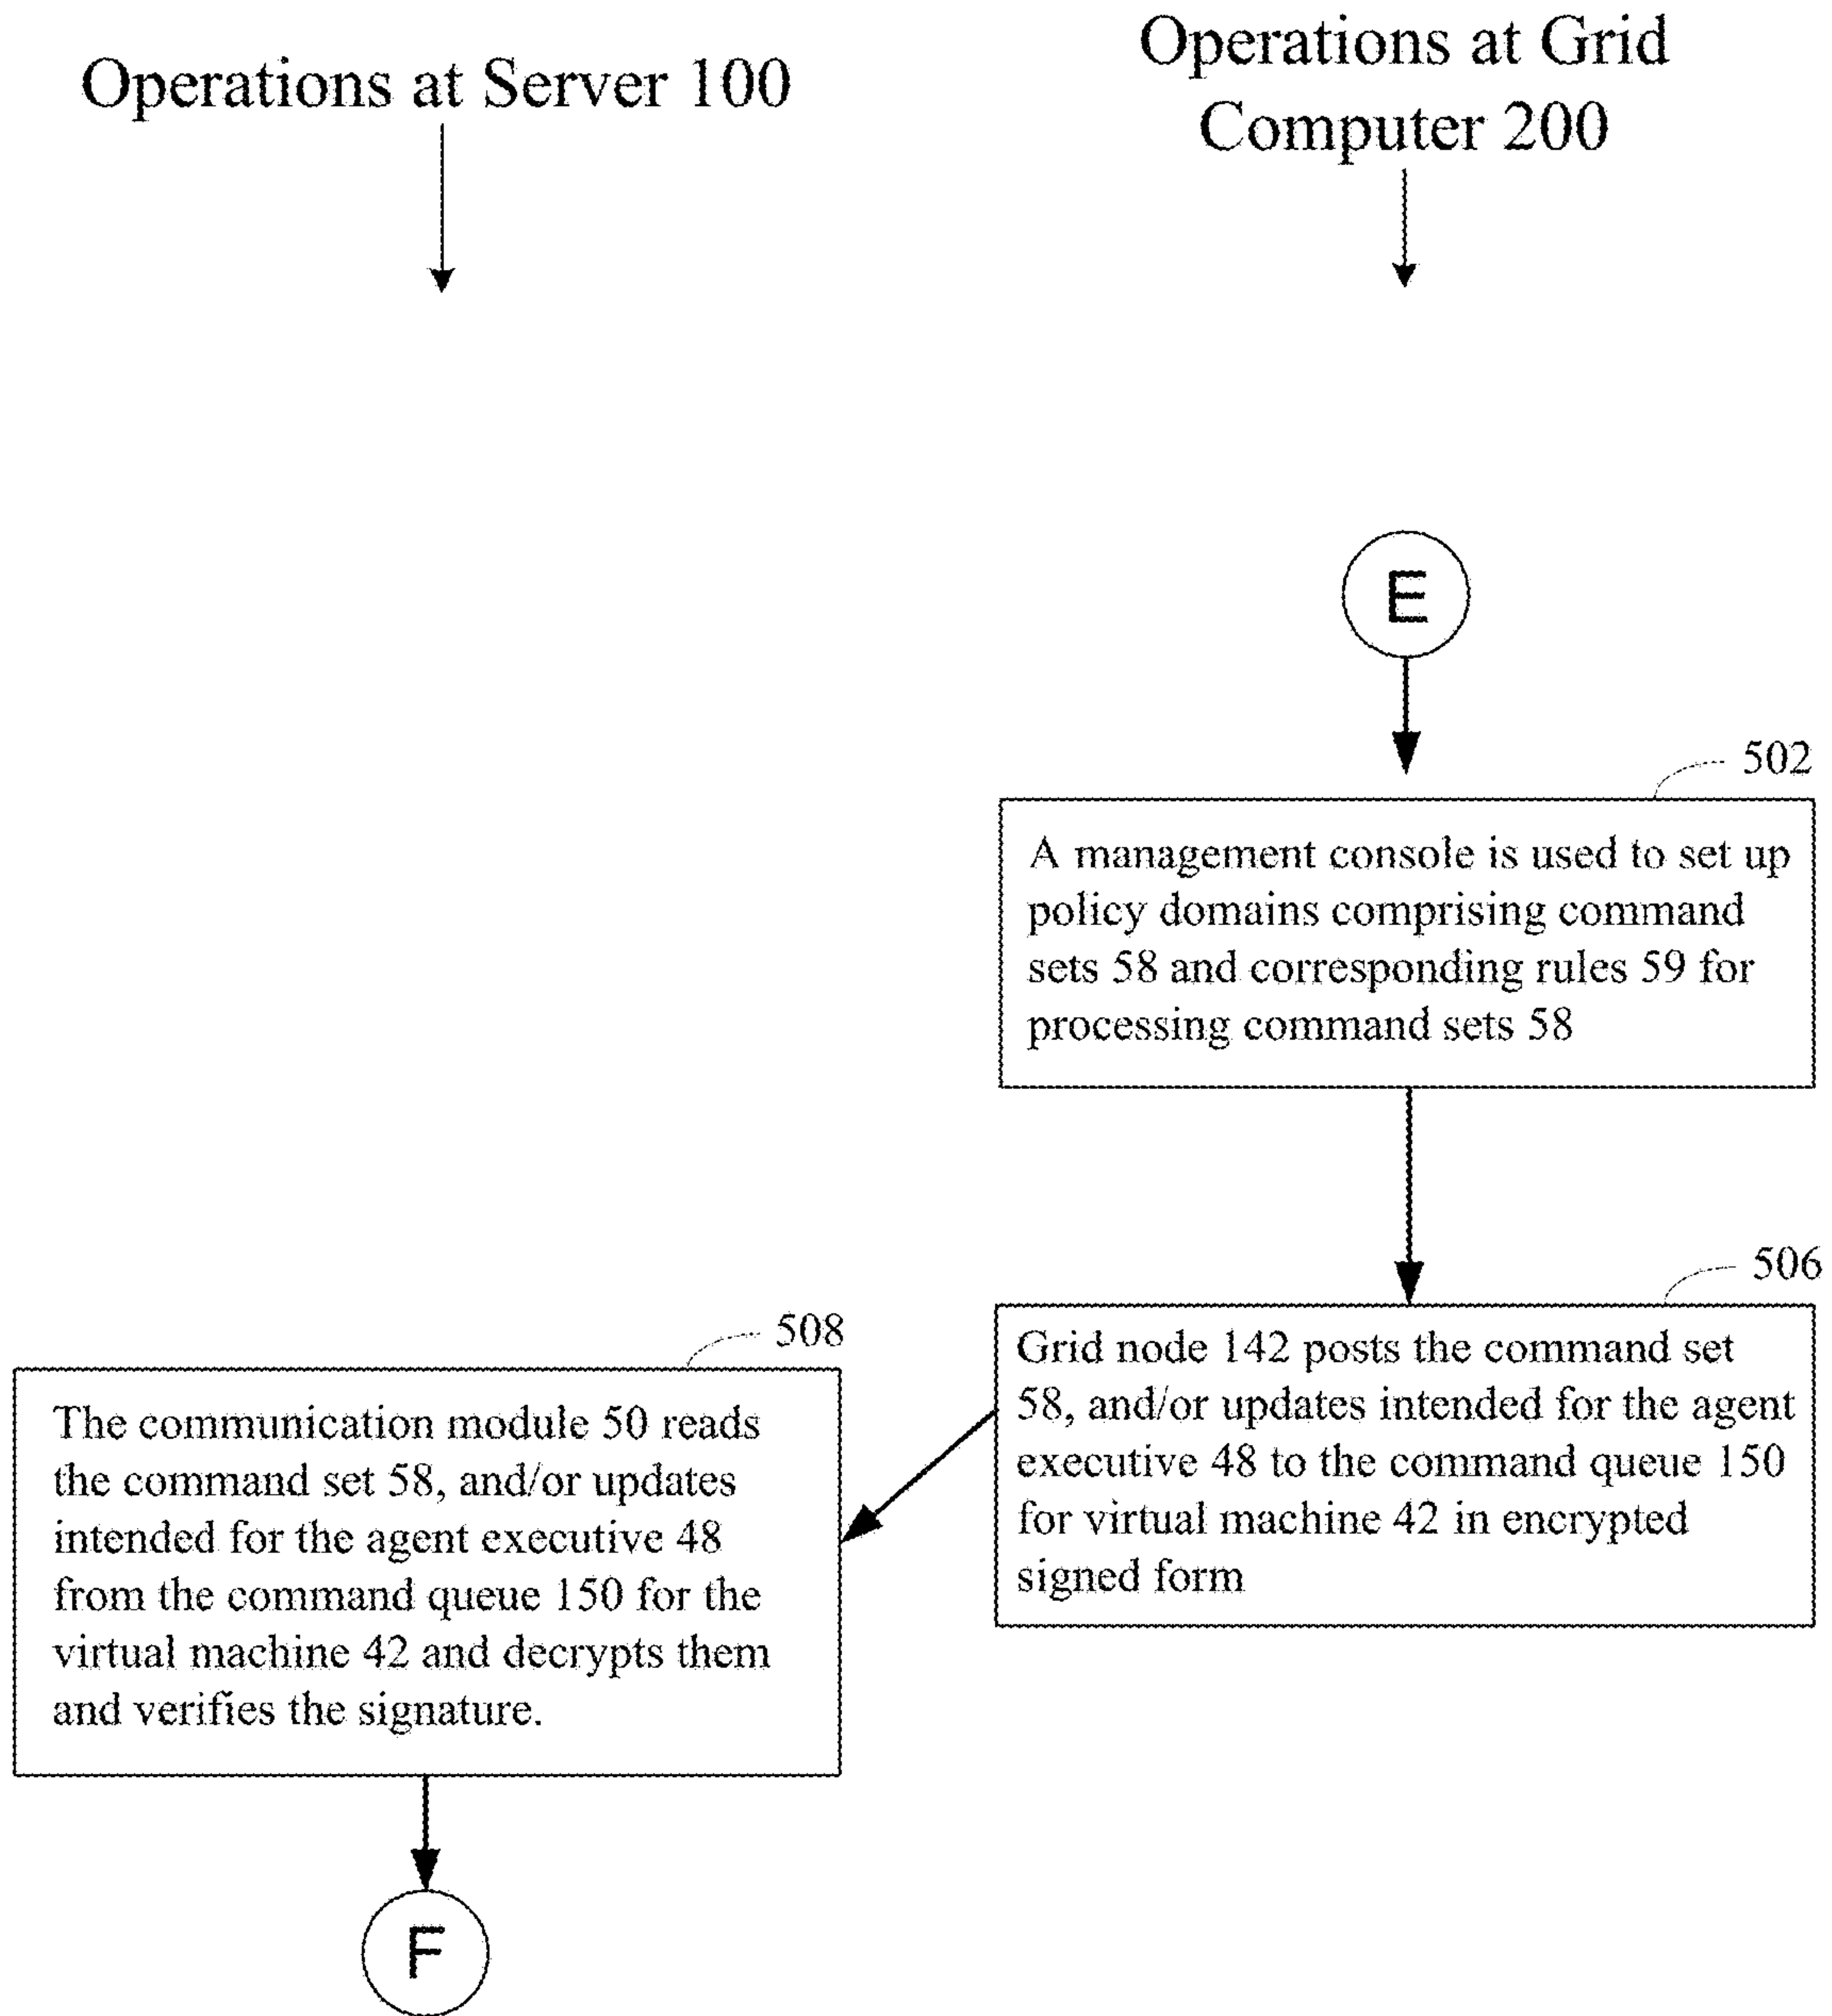 Operations at Server 100
Operations at Grid
Computer 200
E
502
A management console is used to set up
policy domains comprising command
sets 58 and corresponding rules 59 for
processing command sets 58
506
Grid node 142 posts the command set
58, and/or updates intended for the agent
executive 48 to the command queue 150
for virtual machine 42 in encrypted
signed form
508
The communication module 50 reads
the command set 58, and/or updates
intended for the agent executive 48
from the command queue 150 for the
virtual machine 42 and decrypts them
and verifies the signature.
F